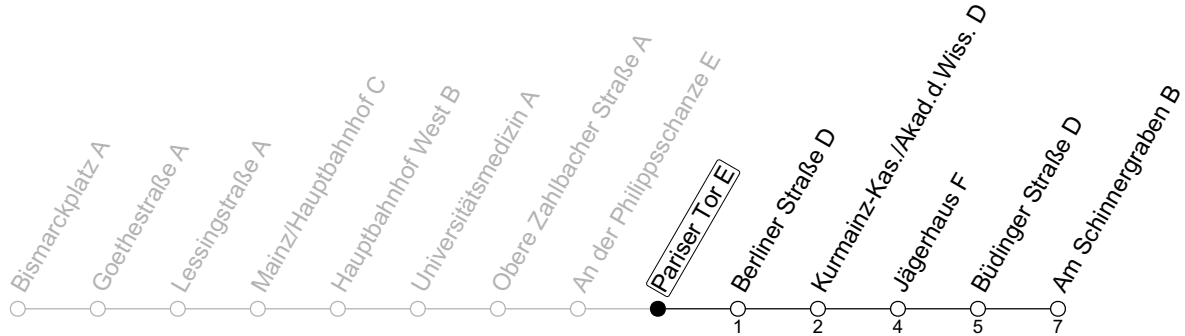 Bismarckplatz A
Goethestraße A
Lessingstraße A
Mainz/Hauptbahnhof C
Hauptbahnhof West B
Universitätsmedizin A
Obere Zahlbacher Straße A
An der Philippsschanze E
Pariser Tor E
Berliner Straße D
Kurmainz-Kas./Akad.d.Wiss. D
Jägerhaus F
Büdinger Straße D
Am Schinnergraben B
1 2 4 5 7